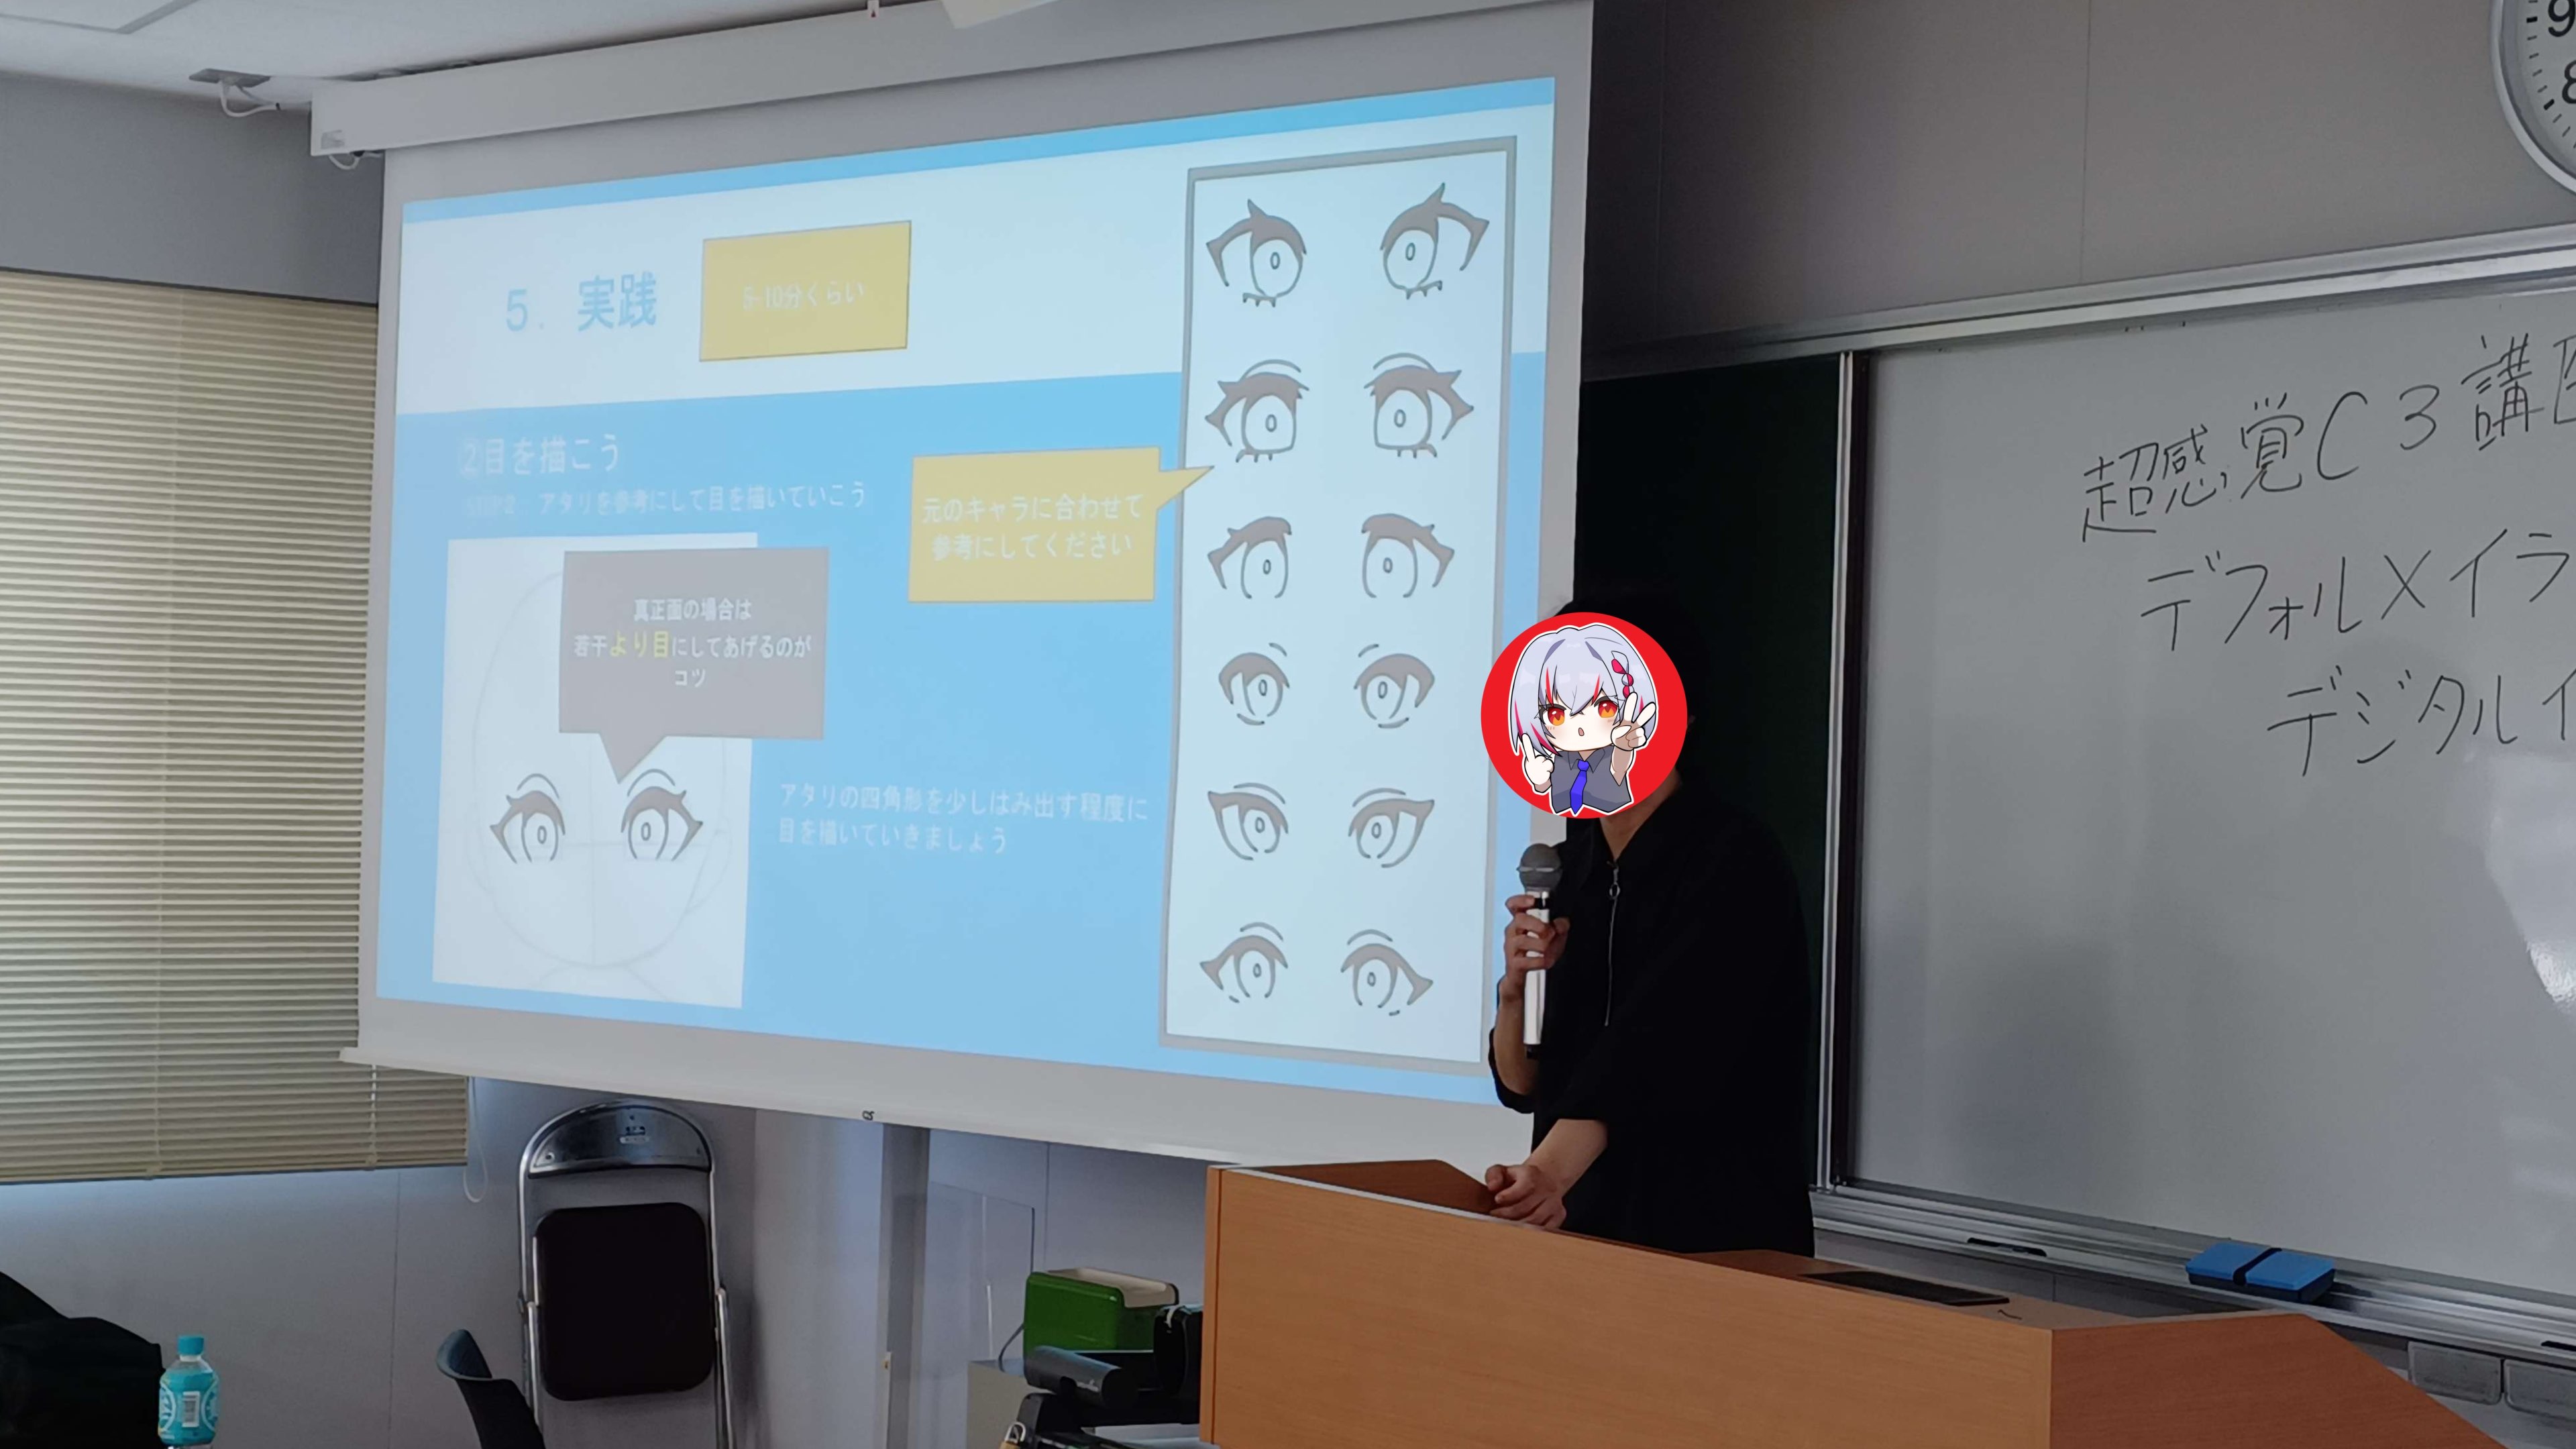 5．実践
5-10分くらい
②目を描こう
STEP2. アタリを参考にして目を描いていこう
真正面の場合は
若干より目にしてあげるのが
コツ
元のキャラに合わせて
参考にしてください
アタリの四角形を少しはみ出す程度に
目を描いていきましょう
超感覚C3講
デフォルメイラ
デジタルイ
9
8